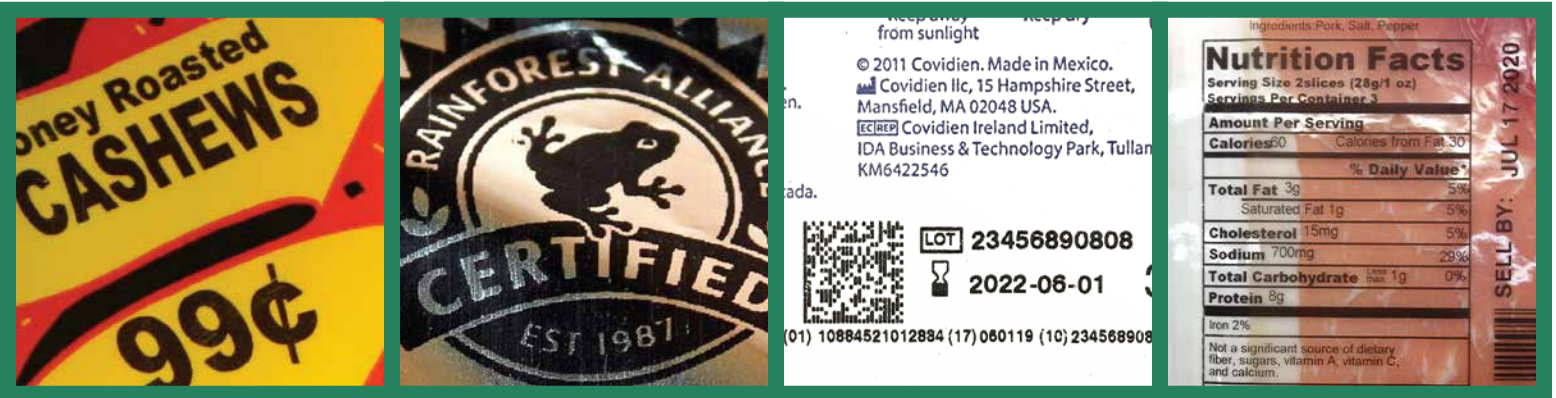 oney Roasted
CASHEWS
99¢
RAINFOREST ALLIANCE
CERTIFIED
EST 1987
Keep away Keep dry
from sunlight
© 2011 Covidien. Made in Mexico.
Covidien llc, 15 Hampshire Street,
Mansfield, MA 02048 USA.
EC REP Covidien Ireland Limited,
IDA Business & Technology Park, Tullan
KM6422546
en.
ada.
LOT 23456890808
2022-06-01
(01) 10884521012884 (17) 060119 (10) 234568908
Ingredients: Pork, Salt, Pepper
Nutrition Facts
Serving Size 2slices (28g/1 oz)
Servings Per Container 3
Amount Per Serving
Calories 60 Calories from Fat 30
% Daily Value*
Total Fat 3g 5%
Saturated Fat 1g 5%
Cholesterol 15mg 5%
Sodium 700mg 29%
Total Carbohydrate Less than 1g 0%
Protein 8g
Iron 2%
Not a significant source of dietary
fiber, sugars, vitamin A, vitamin C,
and calcium.
SELL BY: JUL 17 2020